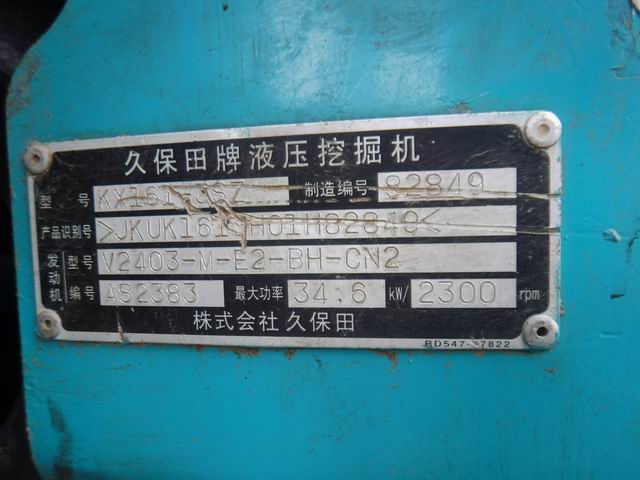 久保田牌液压挖掘机
型 号 制造编号 82849
产品识别号
发动机 型号 V2403-M-E2-BH-CN2
编号 AS2383 最大功率 34.6 kW/ 2300 rpm
株式会社久保田